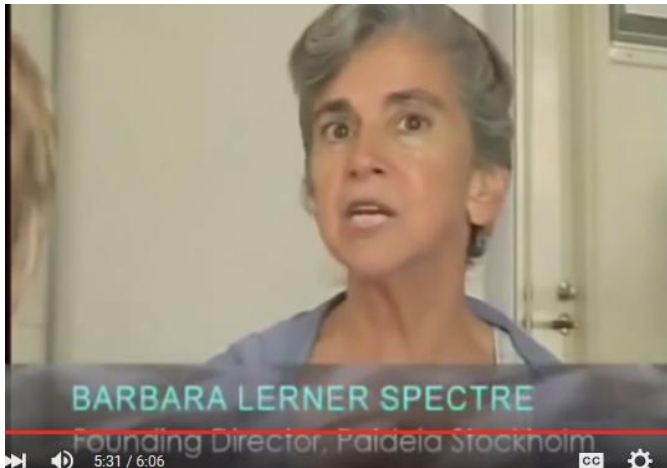 BARBARA LERNER SPECTRE
Founding Director, Paideia Stockholm
5:31 / 6:06
CC